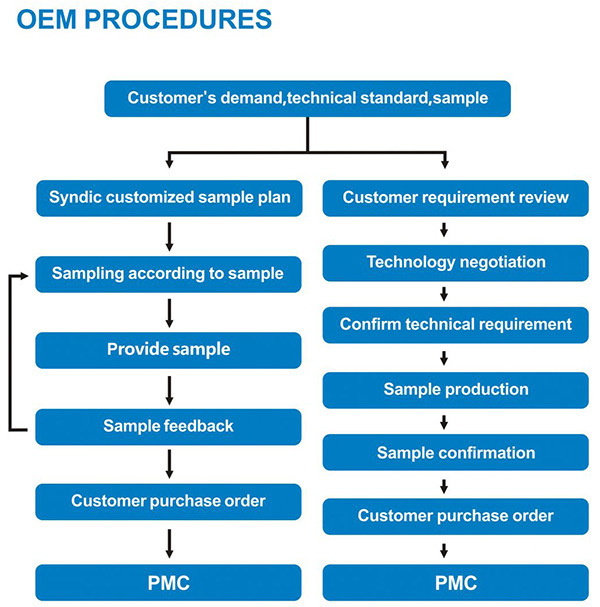 OEM PROCEDURES
Customer's demand,technical standard,sample
Syndic customized sample plan
Sampling according to sample
Provide sample
Sample feedback
Customer purchase order
PMC
Customer requirement review
Technology negotiation
Confirm technical requirement
Sample production
Sample confirmation
Customer purchase order
PMC